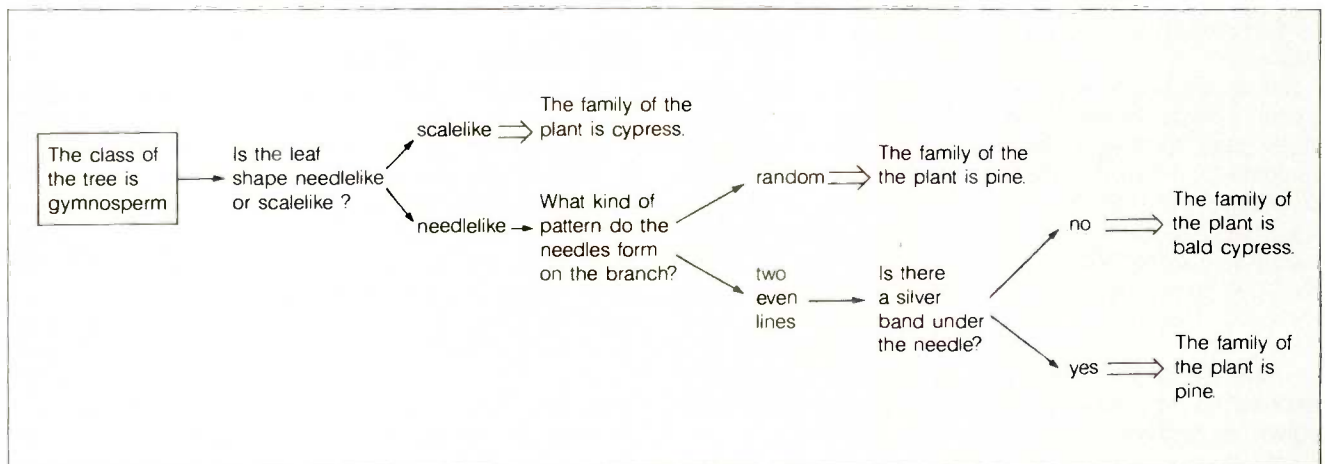 The class of
the tree is
gymnosperm
Is the leaf
shape needlelike
or scalelike ?
scalelike
The family of the
plant is cypress.
needlelike
What kind of
pattern do the
needles form
on the branch?
random
The family of the
the plant is pine.
two
even
lines
Is there
a silver
band under
the needle?
no
The family of
the plant is
bald cypress.
yes
The family of
the plant is
pine.